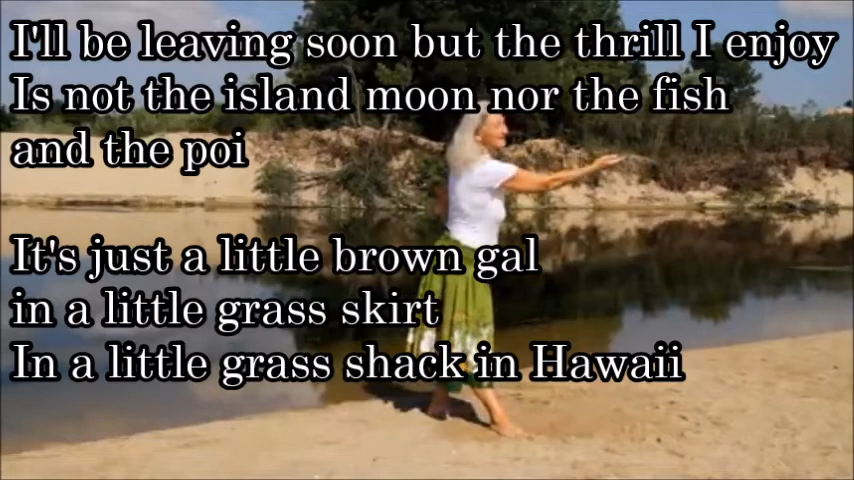 I'll be leaving soon but the thrill I enjoy
Is not the island moon nor the fish
and the poi
It's just a little brown gal
in a little grass skirt
In a little grass shack in Hawaii